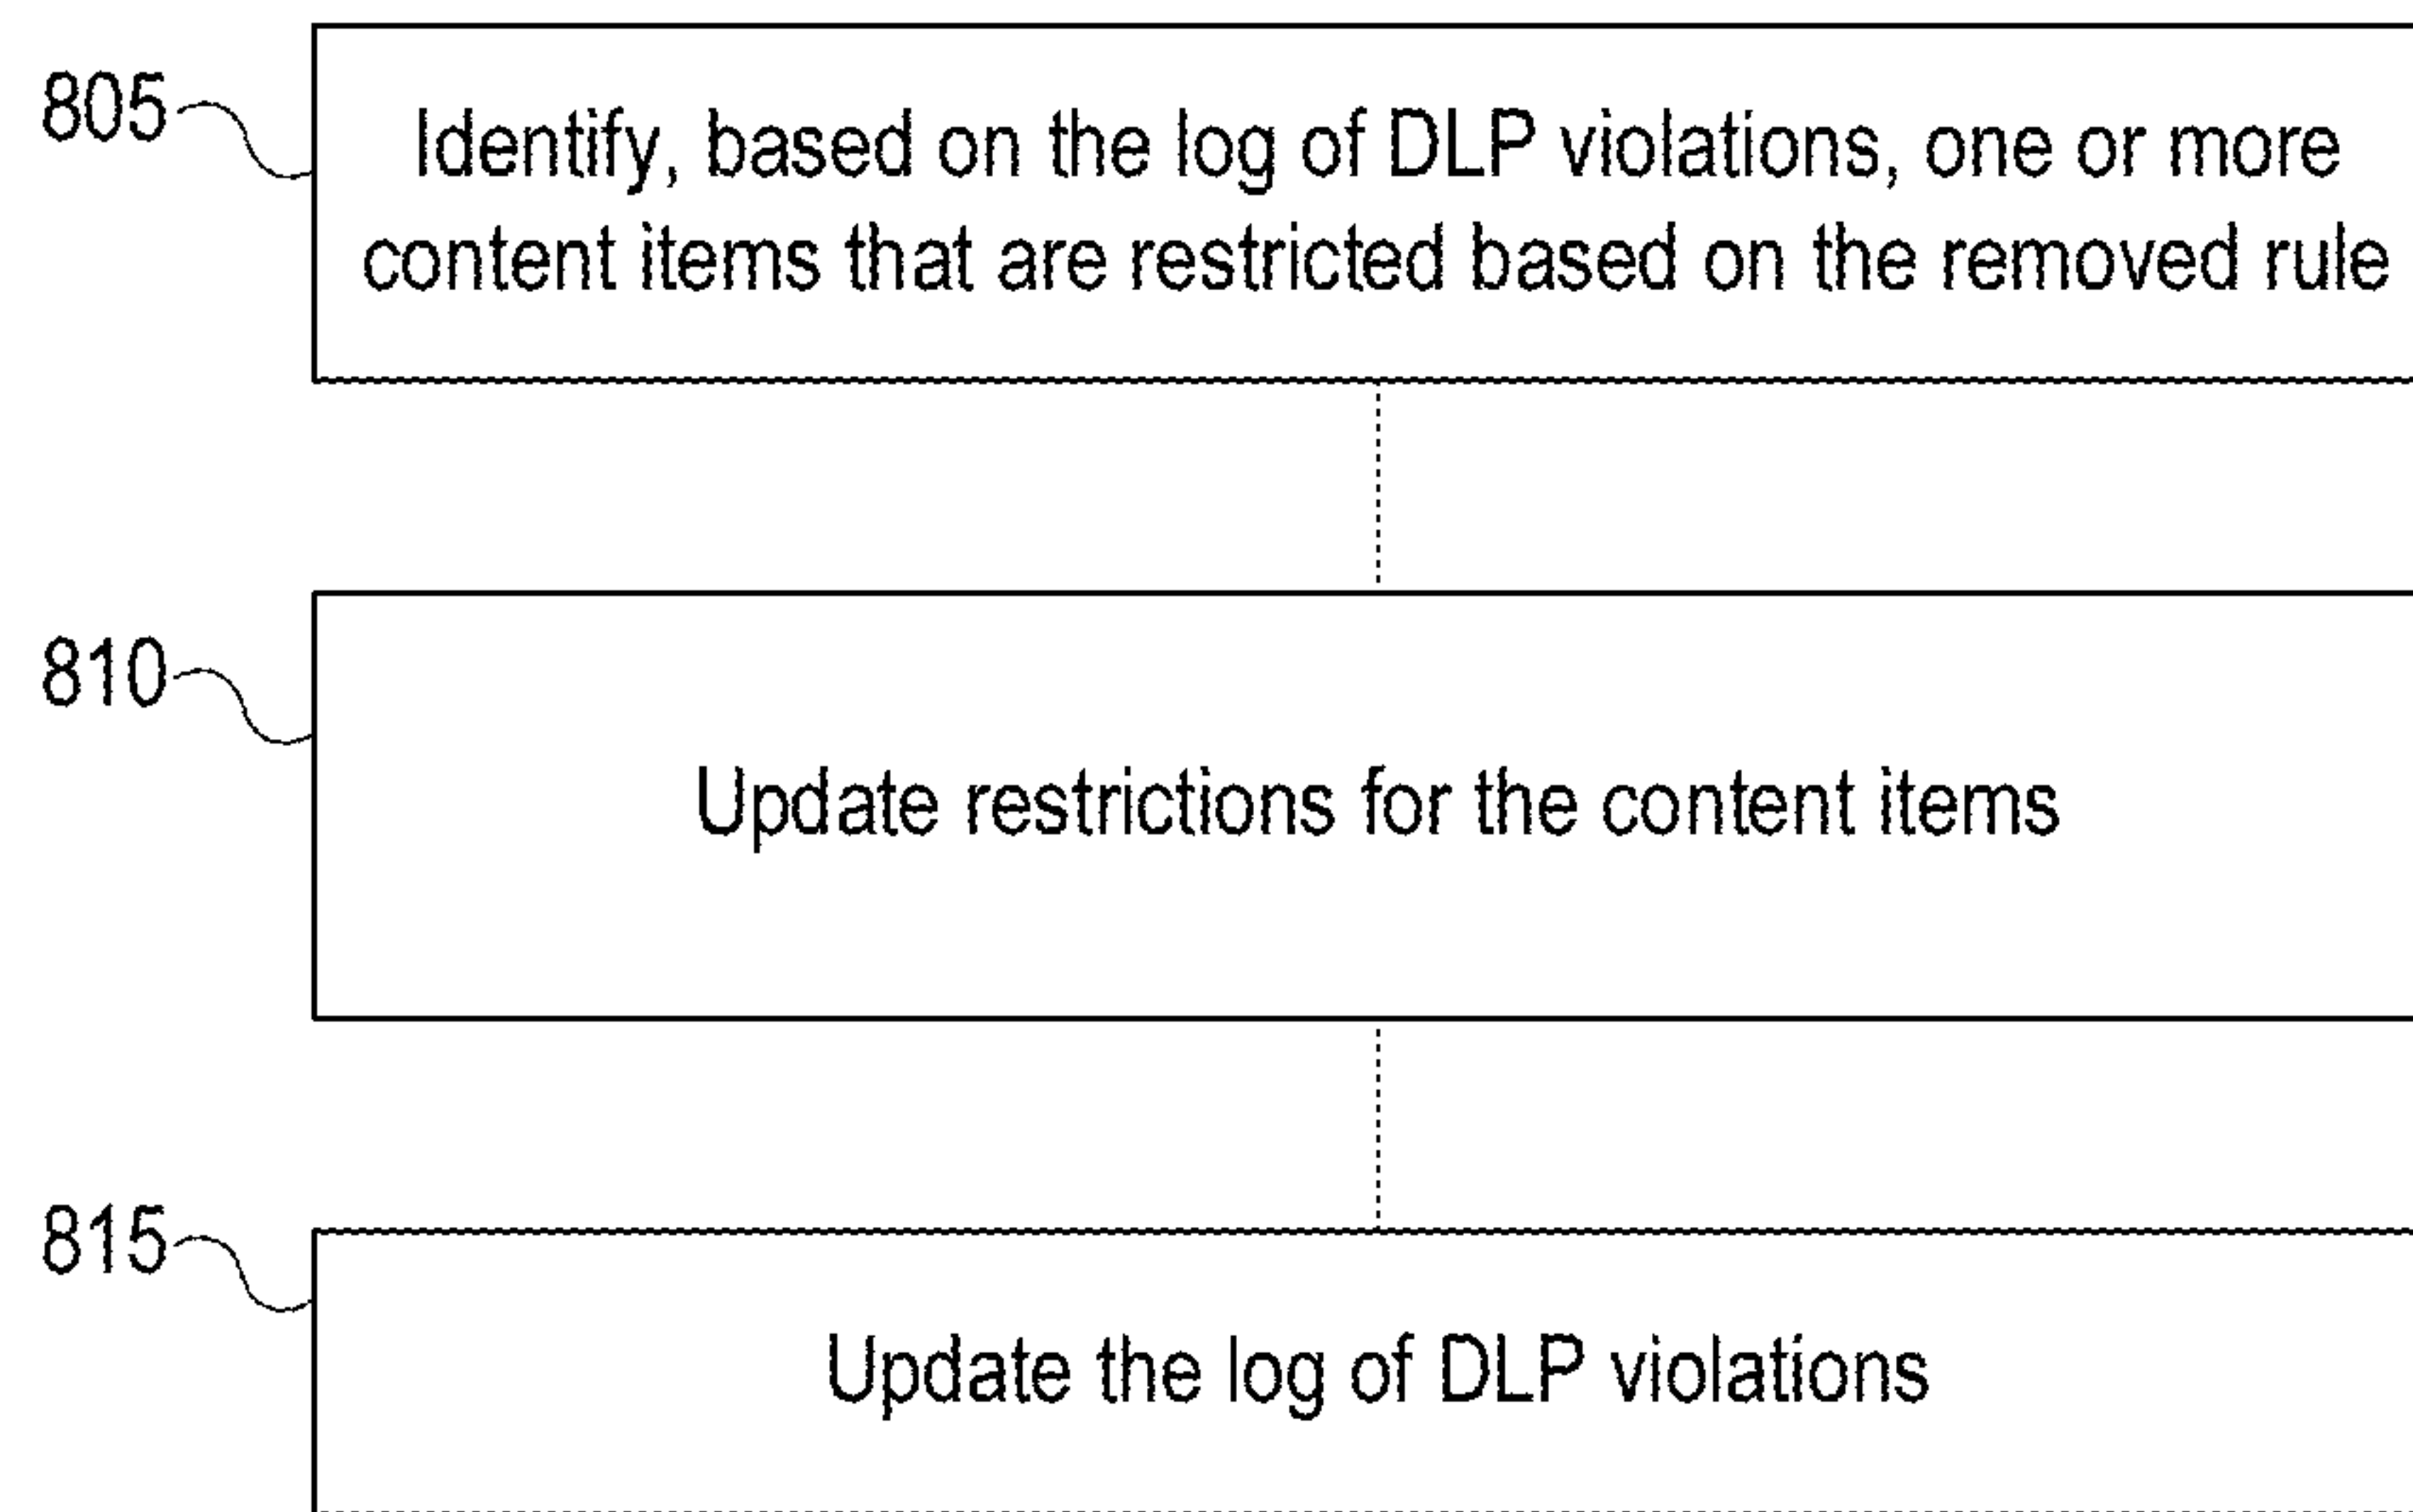 805
Identify, based on the log of DLP violations, one or more
content items that are restricted based on the removed rule
810
Update restrictions for the content items
815
Update the log of DLP violations